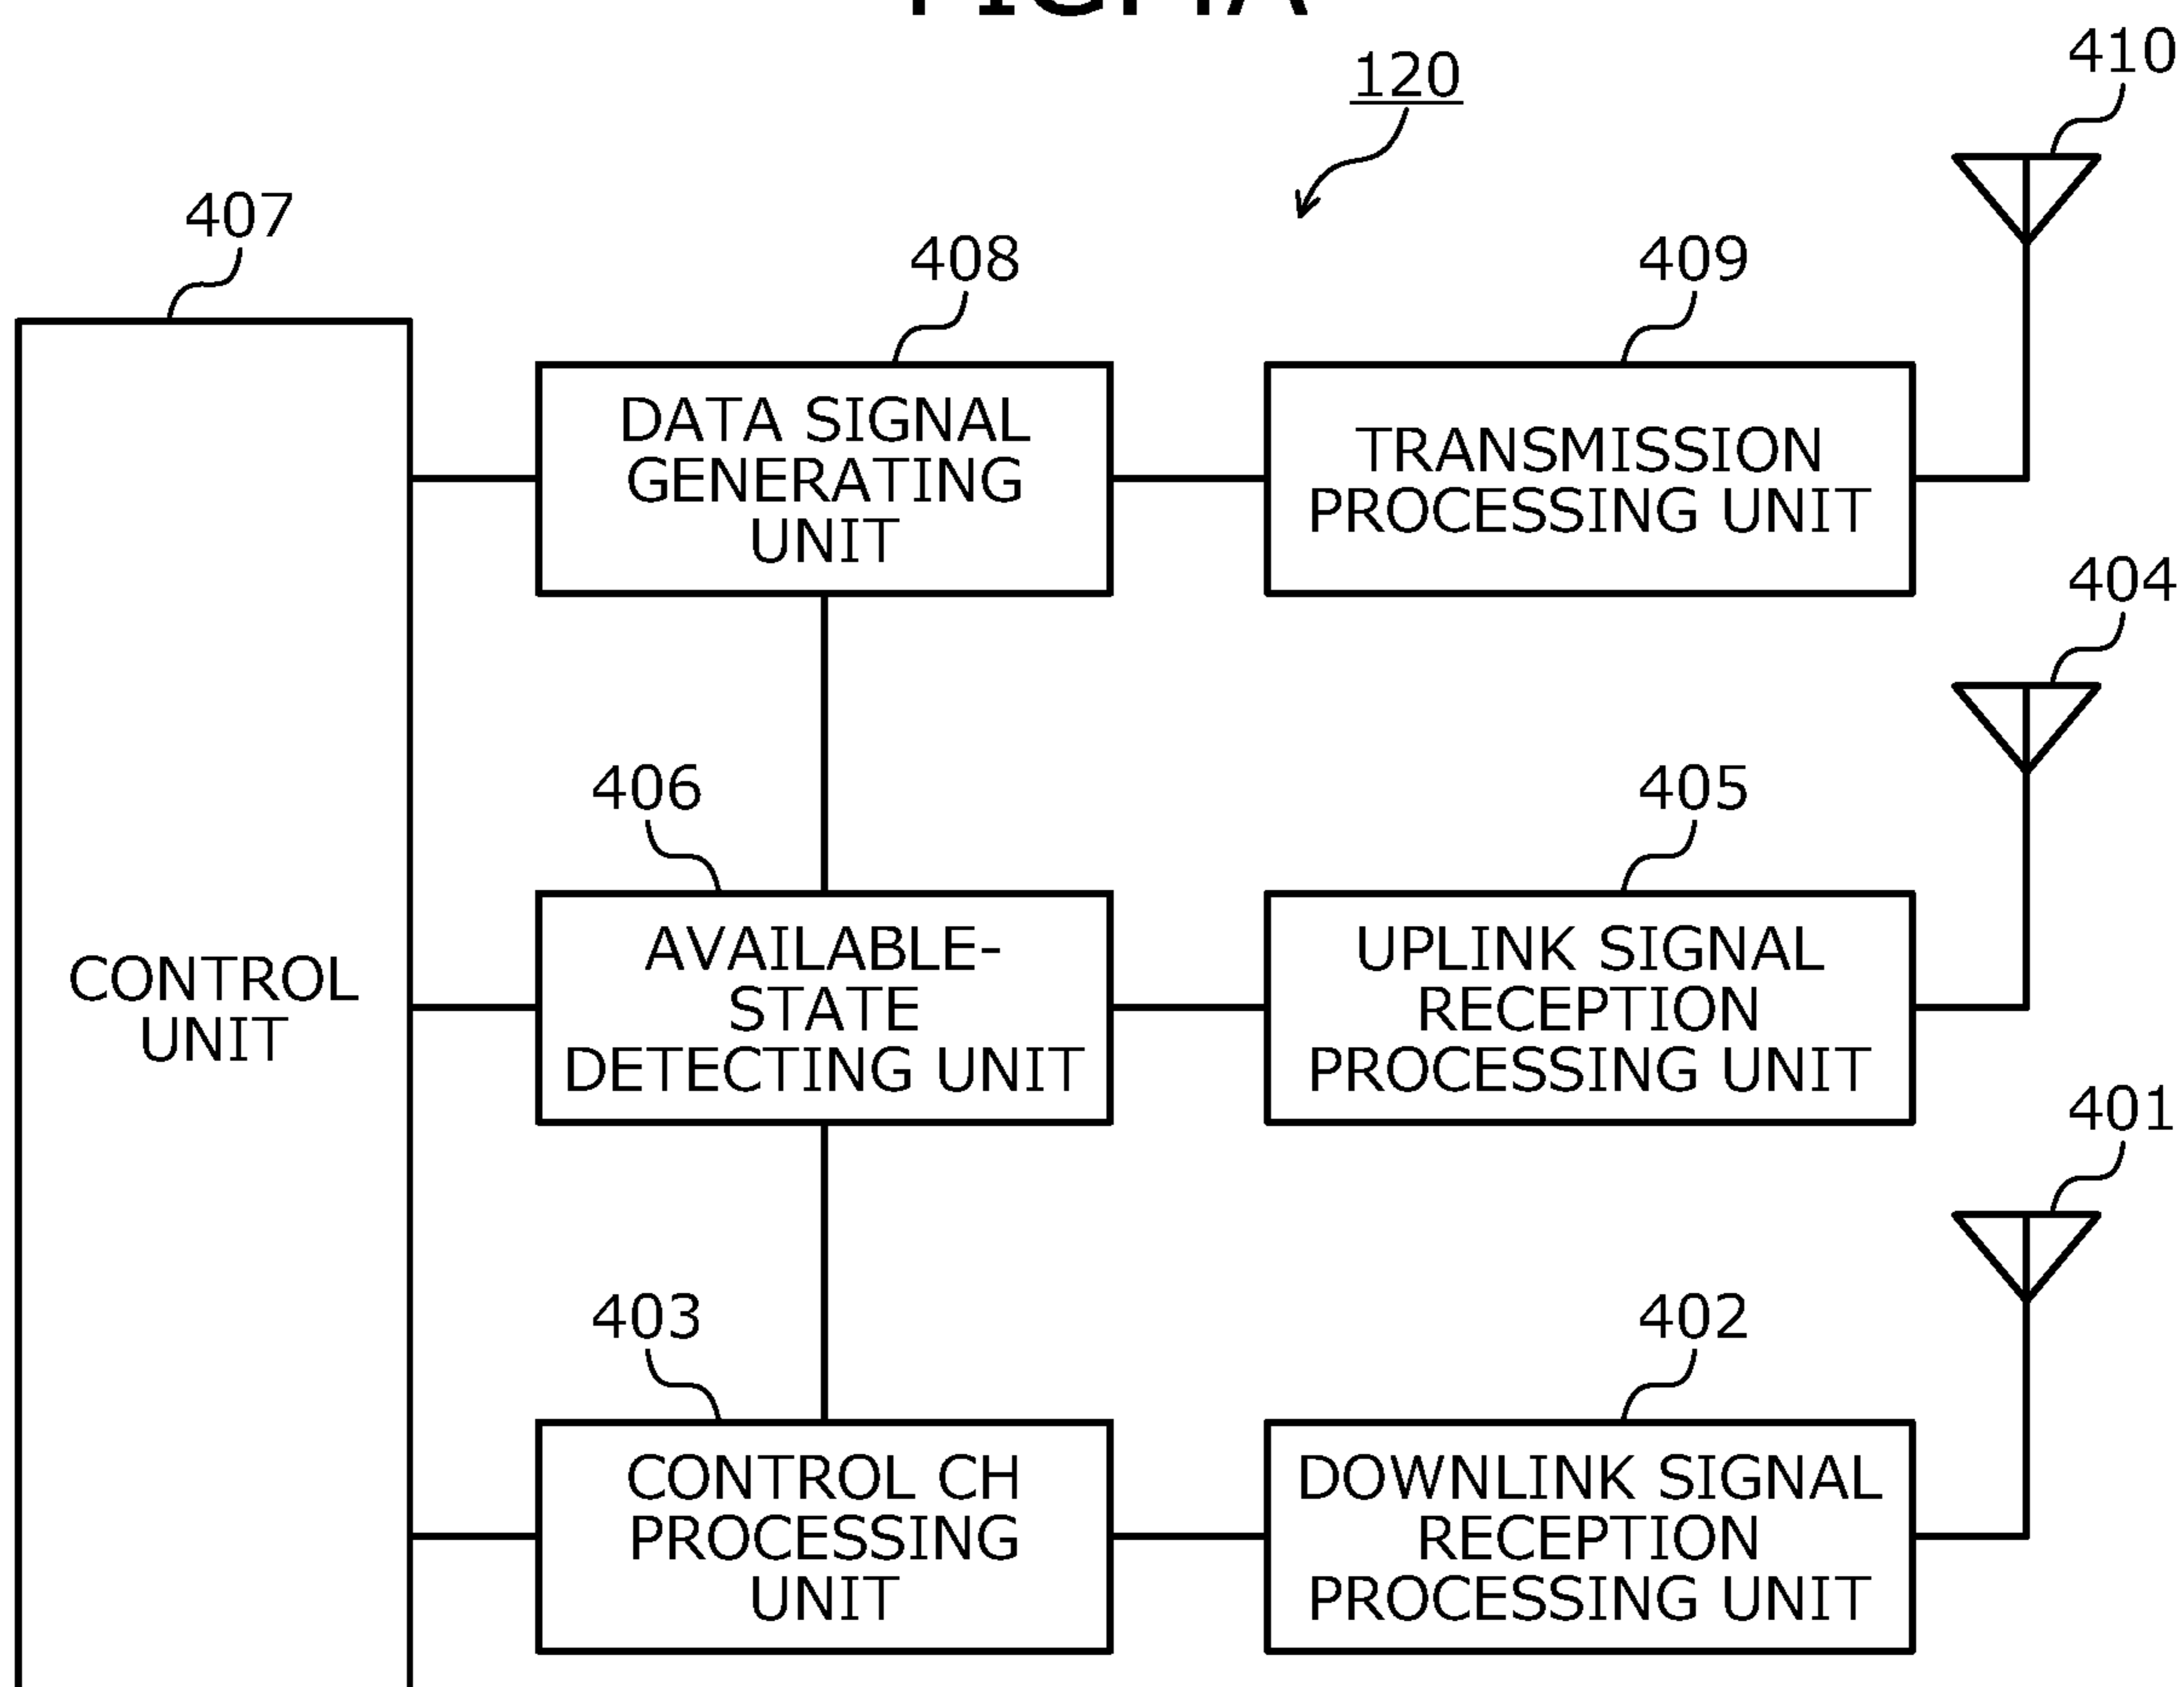 120
410
407
408
409
DATA SIGNAL
GENERATING
UNIT
TRANSMISSION
PROCESSING UNIT
404
406
405
CONTROL
UNIT
AVAILABLE-
STATE
DETECTING UNIT
UPLINK SIGNAL
RECEPTION
PROCESSING UNIT
401
403
402
CONTROL CH
PROCESSING
UNIT
DOWNLINK SIGNAL
RECEPTION
PROCESSING UNIT